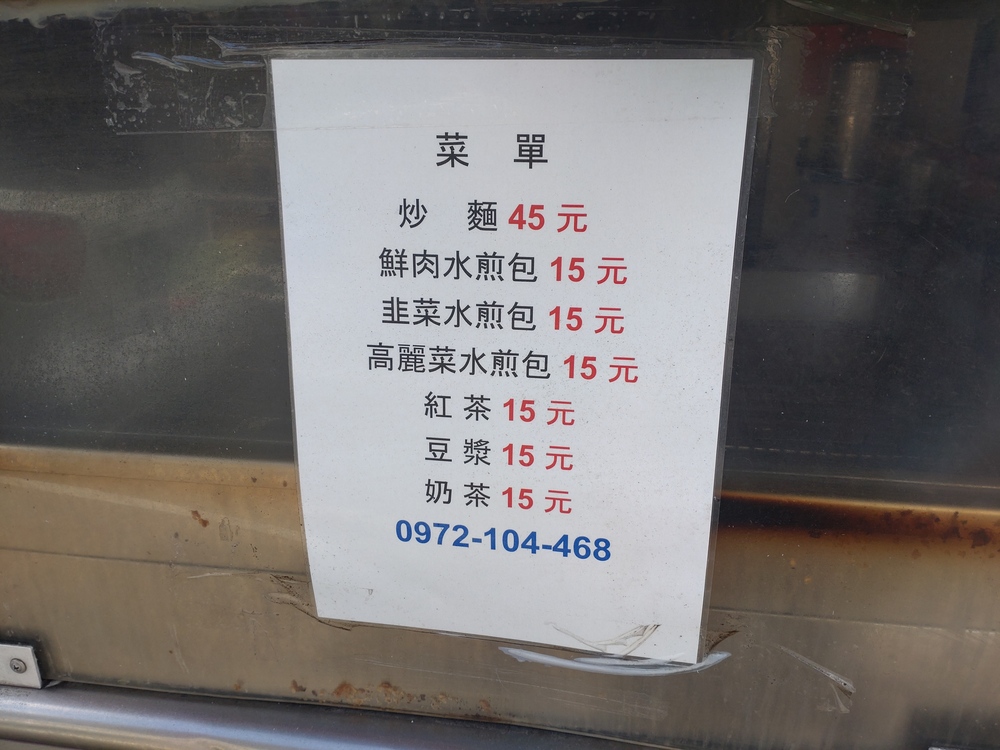 菜 單
炒 麵 45 元
鮮肉水煎包 15 元
韭菜水煎包 15 元
高麗菜水煎包 15 元
紅 茶 15 元
豆 漿 15 元
奶 茶 15 元
0972-104-468